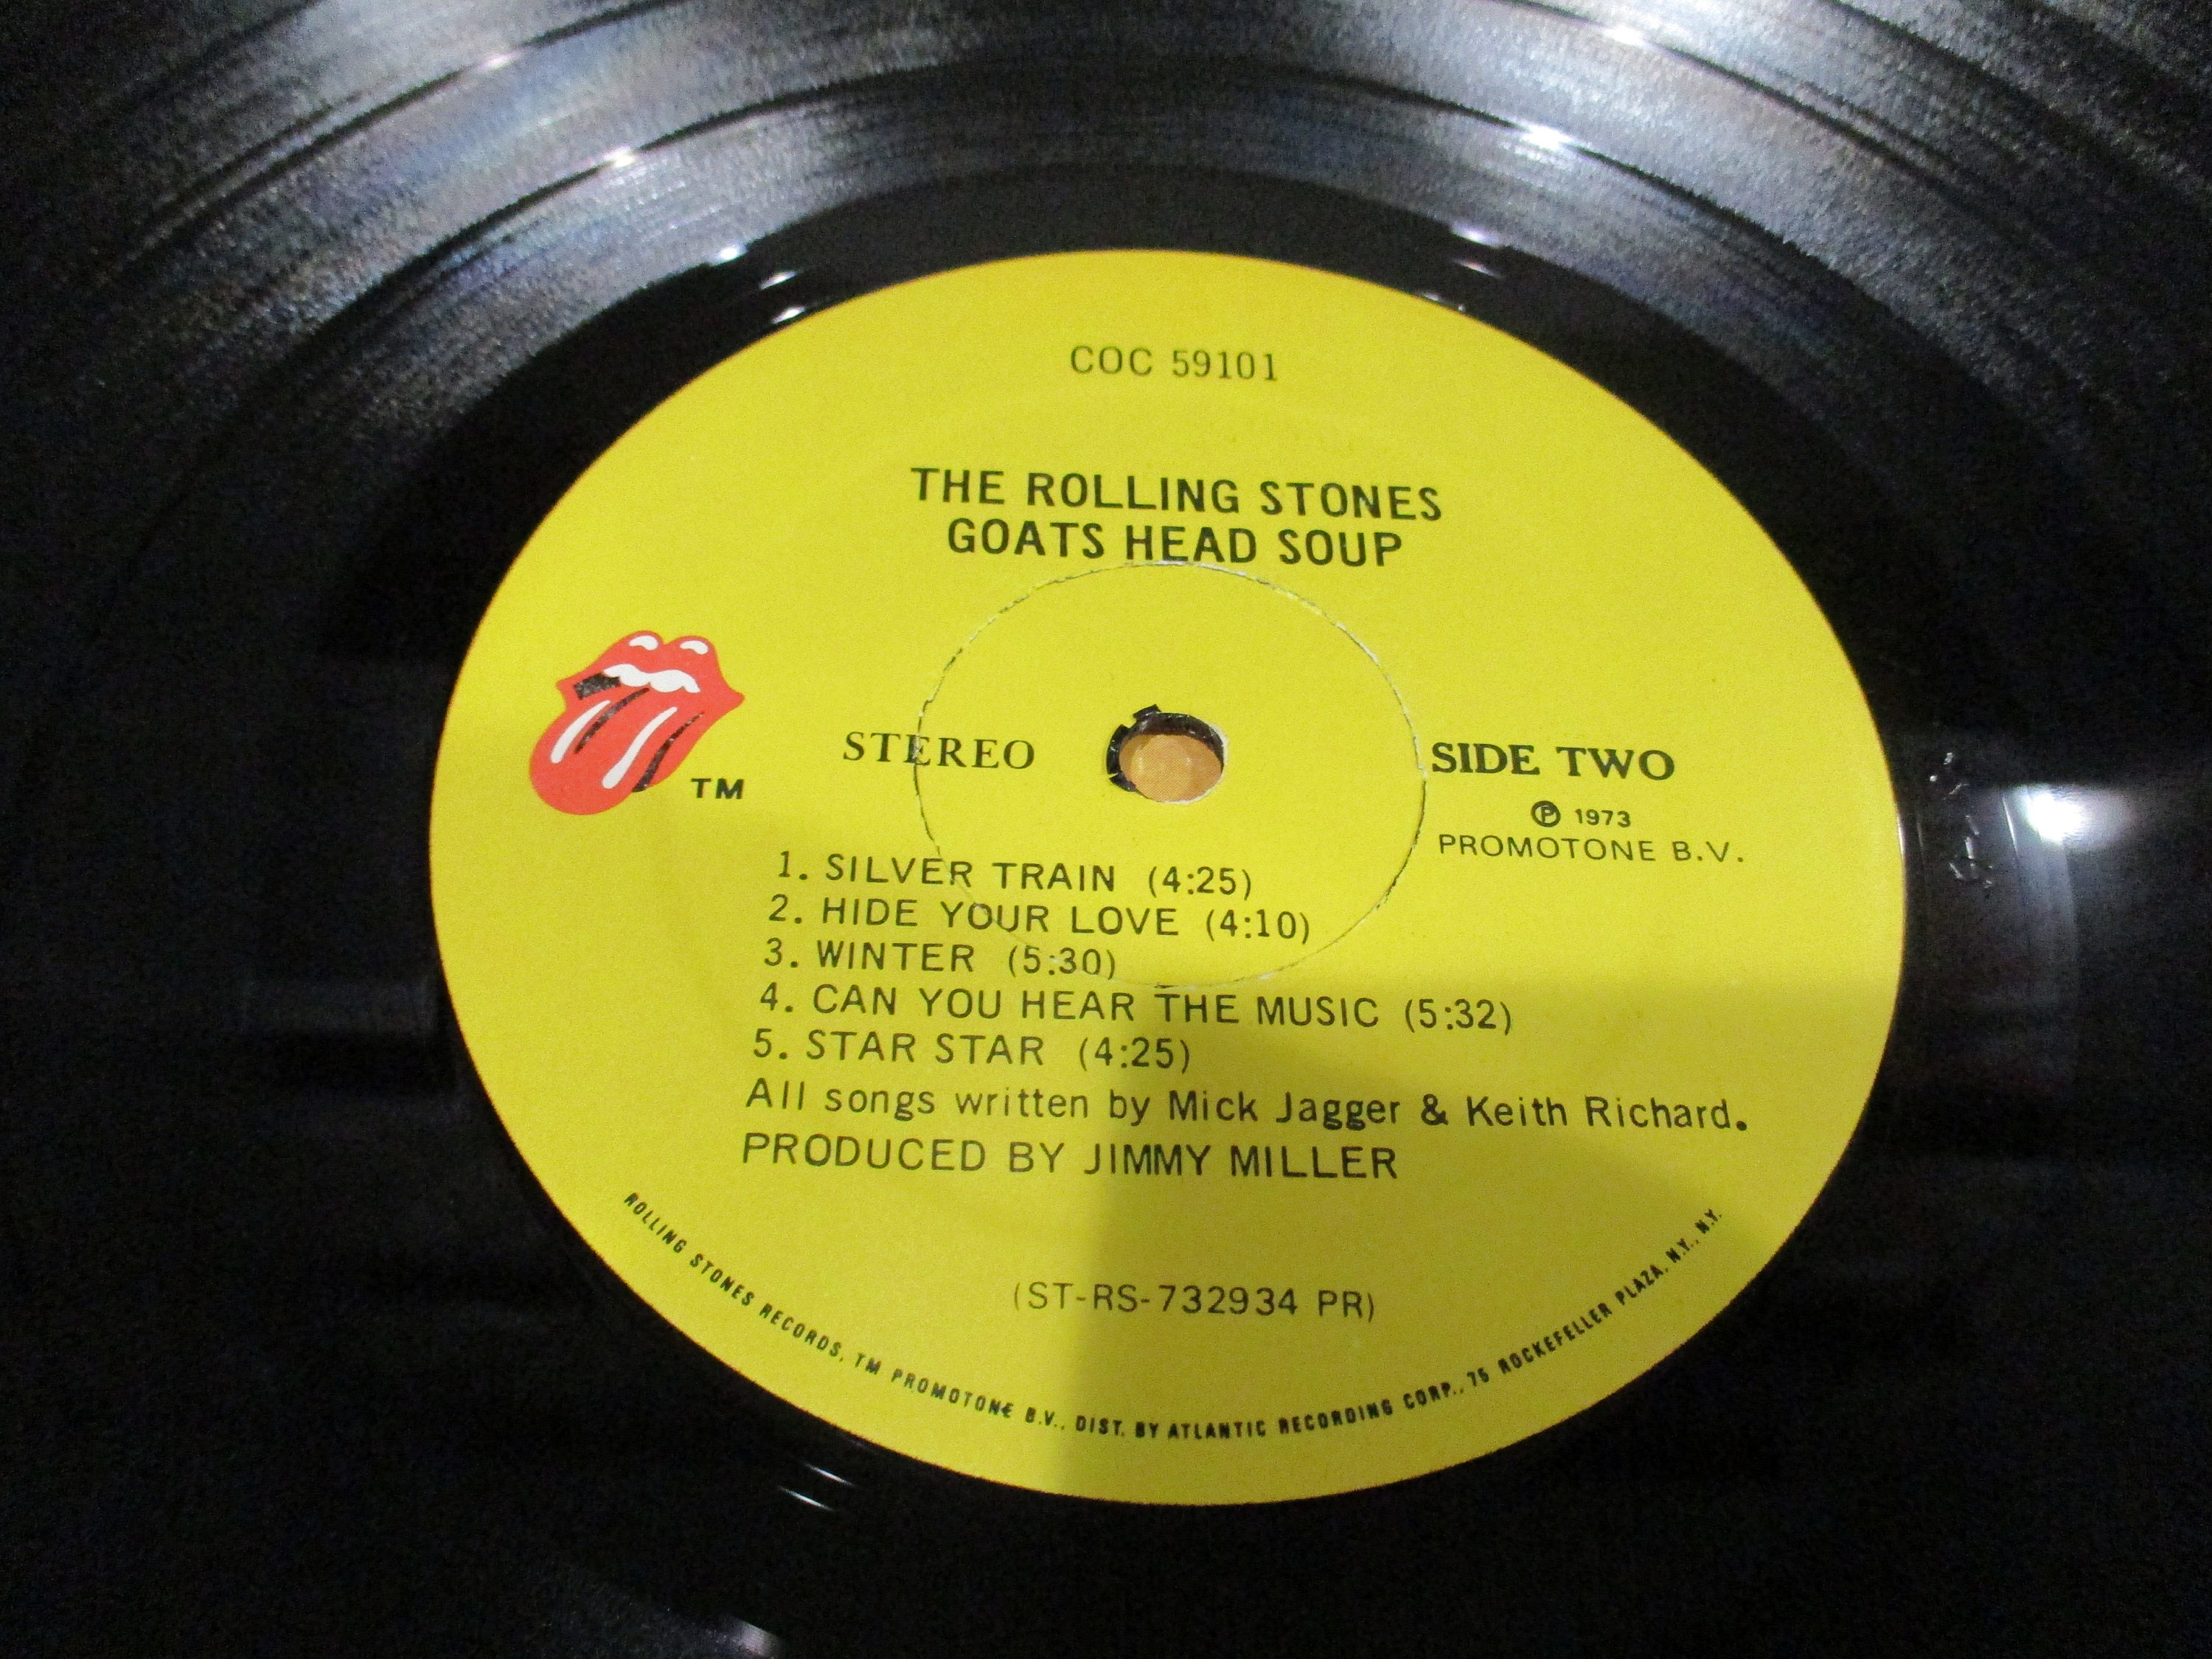 COC 59101
THE ROLLING STONES
GOATS HEAD SOUP
TM
STEREO
SIDE TWO
℗ 1973
PROMOTONE B.V.
1. SILVER TRAIN (4:25)
2. HIDE YOUR LOVE (4:10)
3. WINTER (5:30)
4. CAN YOU HEAR THE MUSIC (5:32)
5. STAR STAR (4:25)
All songs written by Mick Jagger & Keith Richard.
PRODUCED BY JIMMY MILLER
(ST-RS-732934 PR)
ROLLING STONES RECORDS, TM PROMOTONE B.V., DIST. BY ATLANTIC RECORDING CORP., 75 ROCKEFELLER PLAZA, N.Y., N.Y.